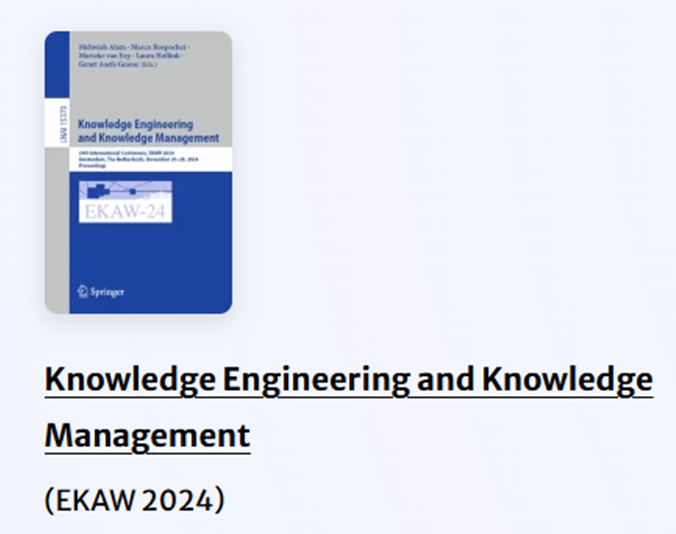 Mehwish Alam · Marco Rospocher ·
Marieke van Erp · Laura Hollink ·
Genet Asefa Gesese (Eds.)
LNAI 15370
Knowledge Engineering
and Knowledge Management
24th International Conference, EKAW 2024
Amsterdam, The Netherlands, November 26–28, 2024
Proceedings
EKAW-24
Springer
Knowledge Engineering and Knowledge
Management
(EKAW 2024)